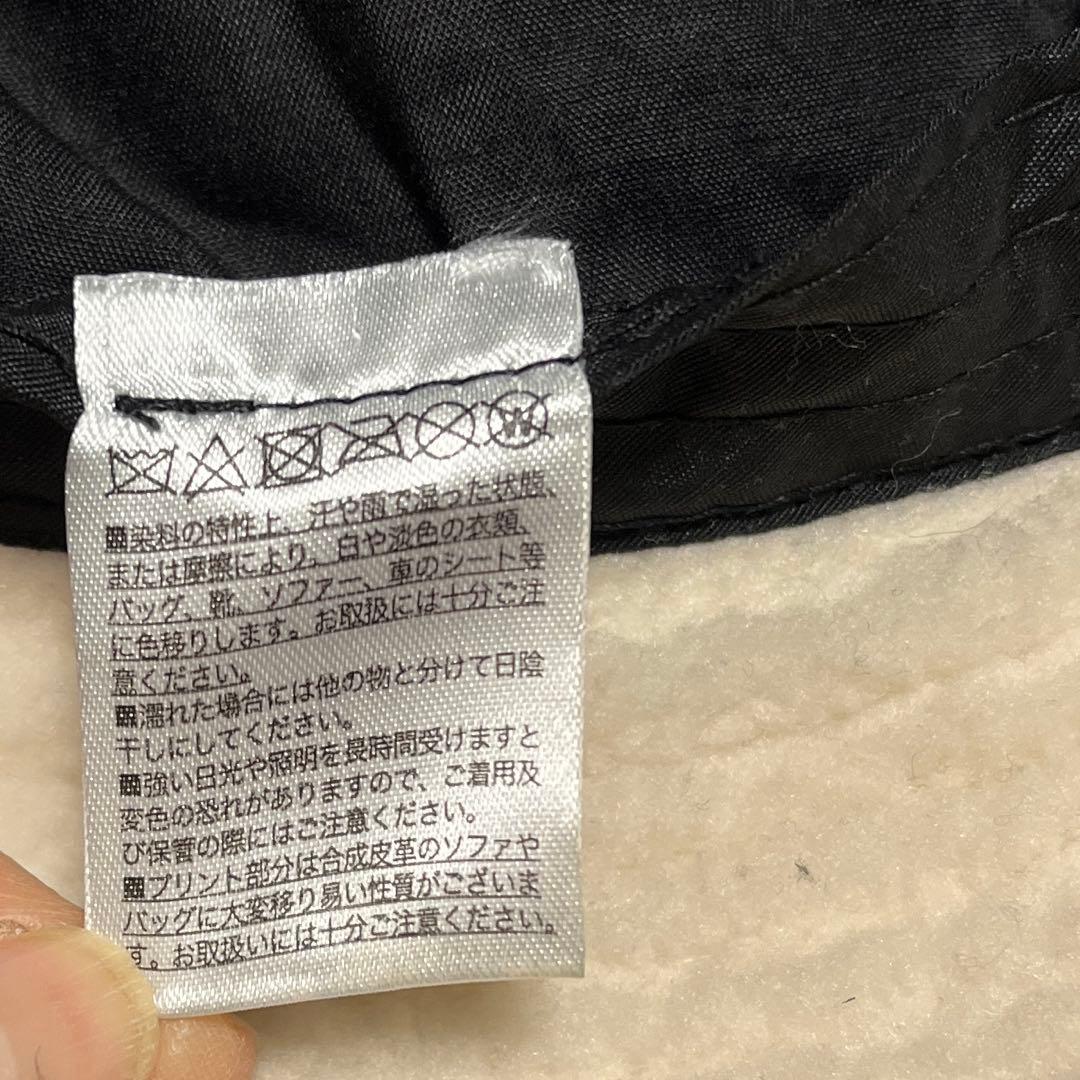 W
■染料の特性上、汗や雨で湿った状態、
または摩擦により、白や淡色の衣類、
バッグ、靴、ソファー、車のシート等
に色移りします。お取扱には十分ご注
意ください。
■濡れた場合には他の物と分けて日陰
干しにしてください。
■強い日光や照明を長時間受けますと
変色の恐れがありますので、ご着用及
び保管の際にはご注意ください。
■プリント部分は合成皮革のソファや
バッグに大変移り易い性質がございま
す。お取扱いには十分ご注意ください。